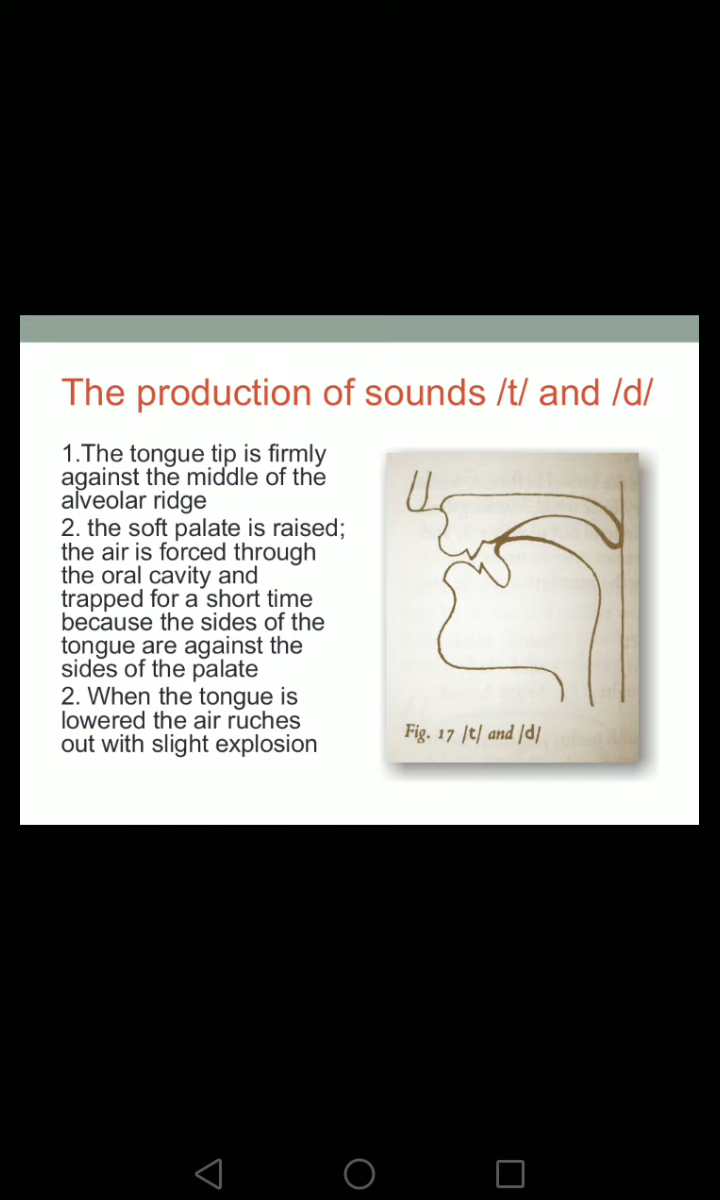 The production of sounds /t/ and /d/
1.The tongue tip is firmly
against the middle of the
alveolar ridge
2. the soft palate is raised;
the air is forced through
the oral cavity and
trapped for a short time
because the sides of the
tongue are against the
sides of the palate
2. When the tongue is
lowered the air ruches
out with slight explosion
Fig. 17 /t/ and /d/